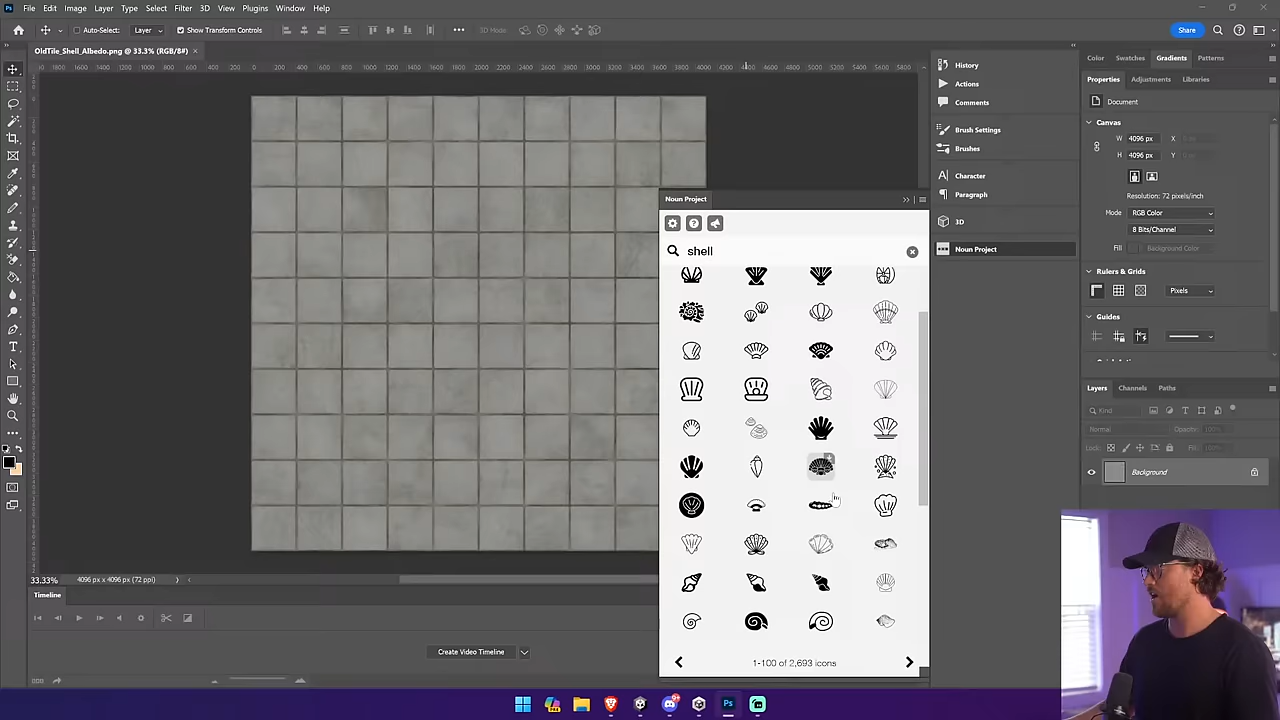 File Edit Image Layer Type Select Filter 3D View Plugins Window Help
Auto-Select: Layer Show Transform Controls 3D Mode Share
OldTile_Shell_Albedo.png @ 33.3% (RGB/8#) ×
History
Actions
Comments
Brush Settings
Brushes
Character
Paragraph
3D
Noun Project
Noun Project
shell
1-100 of 2,693 icons
Color Swatches Gradients Patterns
Properties Adjustments Libraries
Document
Canvas
W 4096 px X
H 4096 px Y
Resolution: 72 pixels/inch
Mode RGB Color
8 Bits/Channel
Fill Background Color
Rulers & Grids
Pixels
Guides
Layers Channels Paths
Kind
Normal Opacity: 100%
Lock: Fill:
Background
33.33% 4096 px x 4096 px (72 ppi)
Timeline
Create Video Timeline